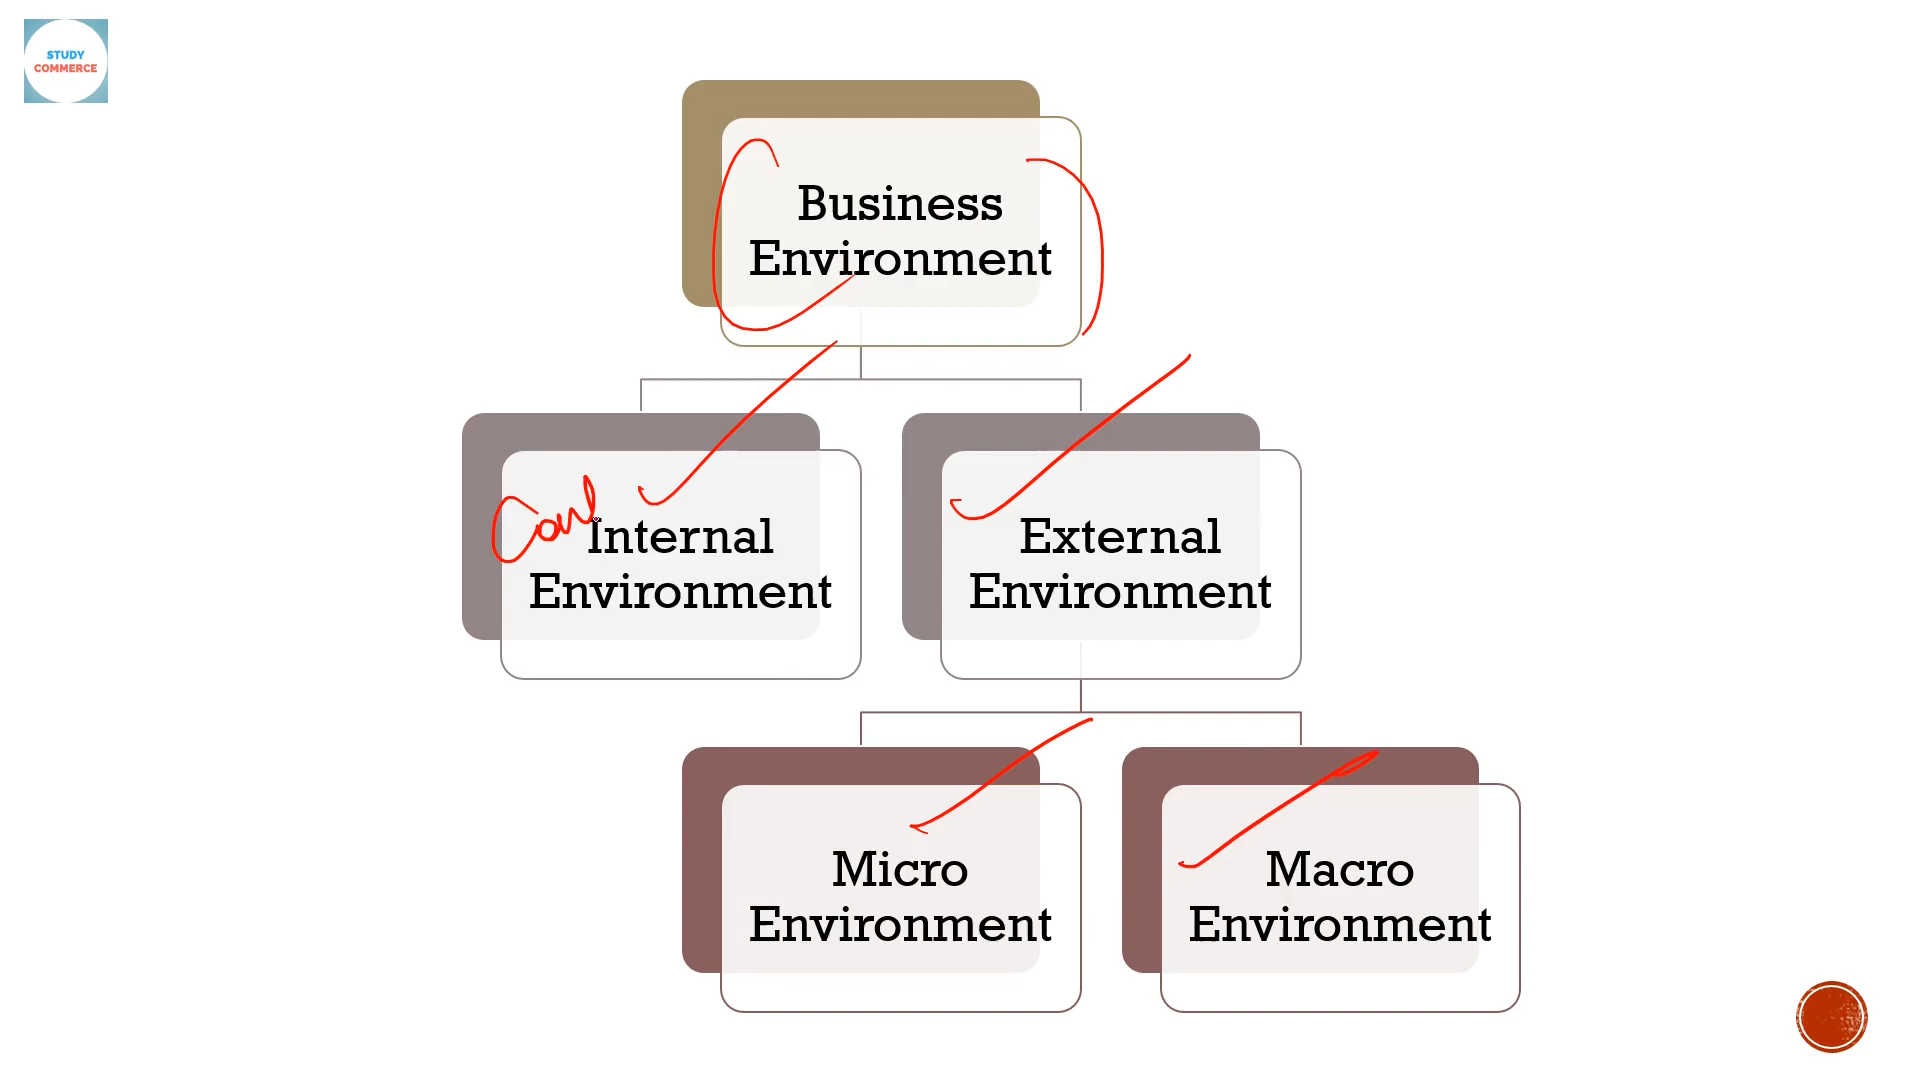 STUDY
COMMERCE
Business
Environment
Internal
Environment
External
Environment
Micro
Environment
Macro
Environment